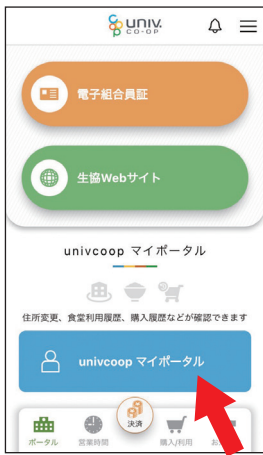 univ.
CO-OP
電子組合員証
生協Webサイト
univcoop マイポータル
住所変更、食堂利用履歴、購入履歴などが確認できます
univcoop マイポータル
決済
ポータル
営業時間
購入/利用